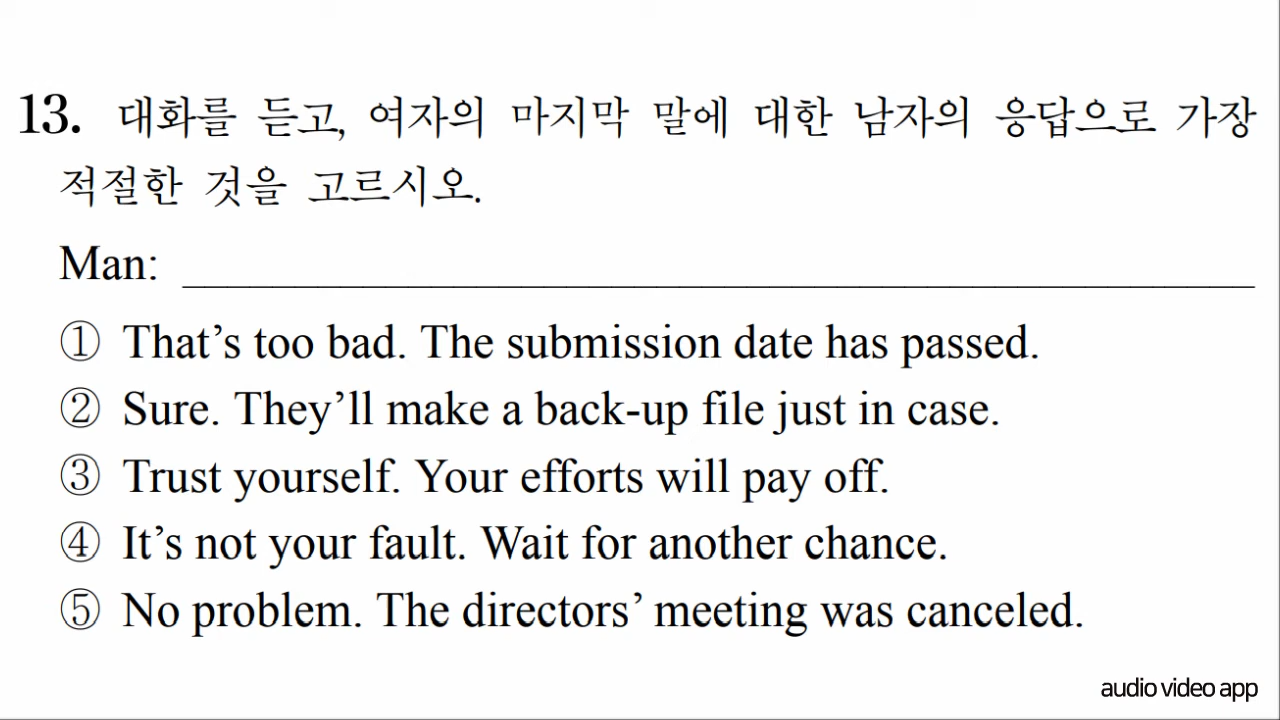 13. 대화를 듣고, 여자의 마지막 말에 대한 남자의 응답으로 가장
적절한 것을 고르시오.
Man: ____________________
① That’s too bad. The submission date has passed.
② Sure. They’ll make a back-up file just in case.
③ Trust yourself. Your efforts will pay off.
④ It’s not your fault. Wait for another chance.
⑤ No problem. The directors’ meeting was canceled.
audio video app